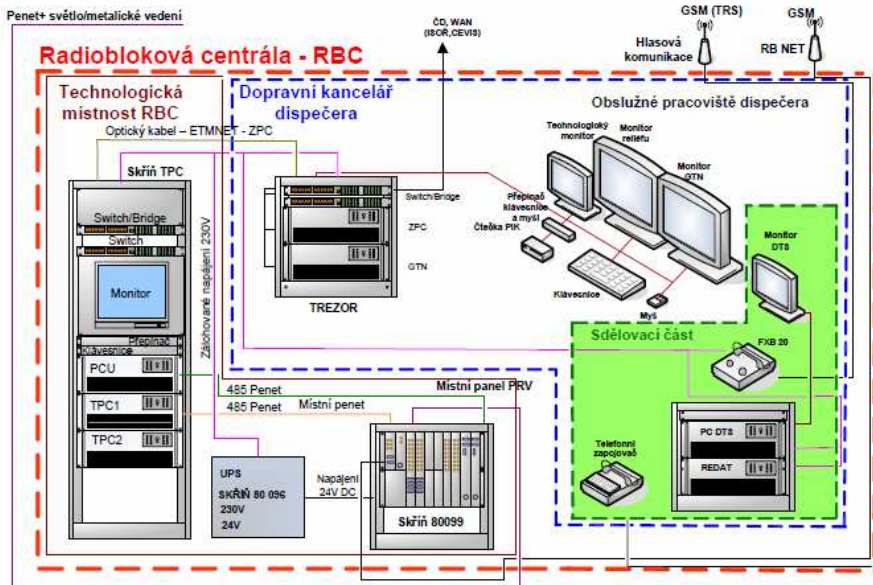 Penet+ světlo/metalické vedení
ČD, WAN
(ISOŘ,CEVIS)
GSM (TRS)
GSM
Hlasová
komunikace
RB NET
Radiobloková centrála - RBC
Technologická
místnost RBC
Dopravní kancelář
dispečera
Obslužné pracoviště dispečera
Optický kabel – ETMNET - ZPC
Skříň TPC
Switch/Bridge
Switch
Monitor
Přepínač
Klávesnice
PCU
TPC1
TPC2
Zálohované napájení 230V
Switch/Bridge
ZPC
GTN
TREZOR
Technologický
monitor
Monitor
reliéfu
Monitor
GTN
Přepínač
klávesnice
a myší
Čtečka PIK
Klávesnice
Myš
Monitor
DTS
Sdělovací část
FXB 20
PC DTS
REDAT
Telefonní
zapojovač
485 Penet
485 Penet
Místní penet
Místní panel PRV
UPS
SKŘÍŇ 80 096
230V
24V
Napájení
24V DC
Skříň 80099